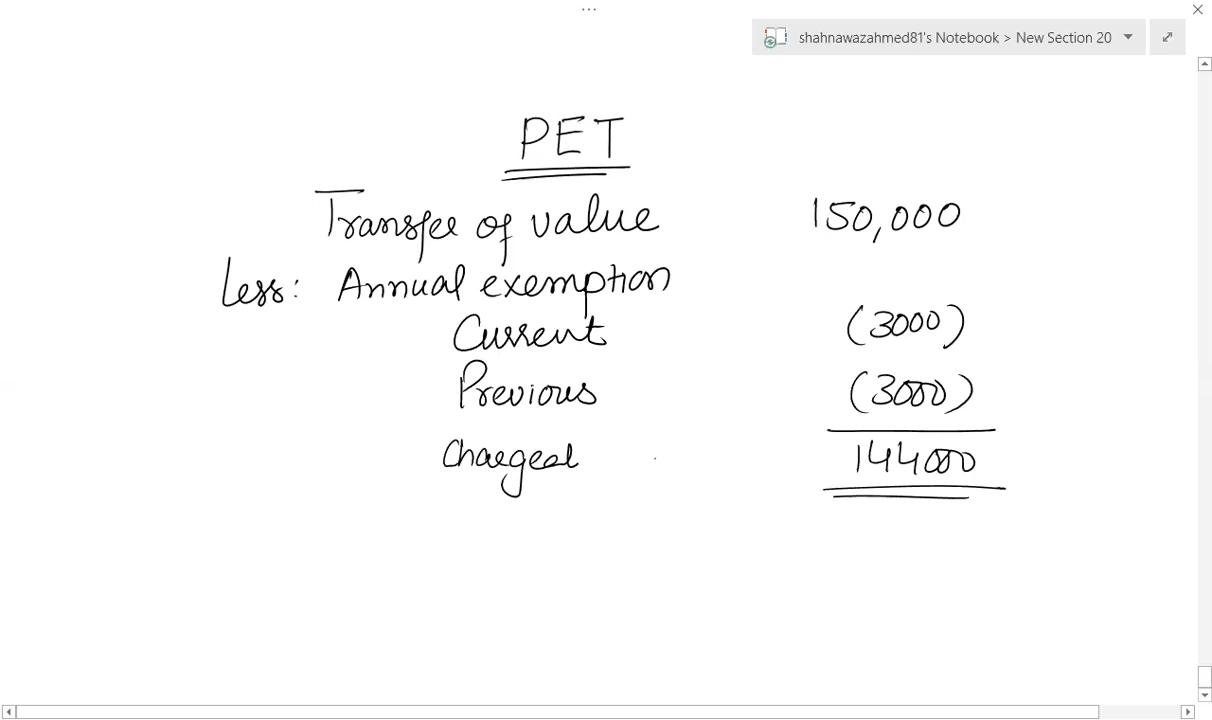 ...
shahnawazahmed81's Notebook > New Section 20
PET
Transfer of value 150,000
Less: Annual exemption
Current (3000)
Previous (3000)
Chargeal 144000